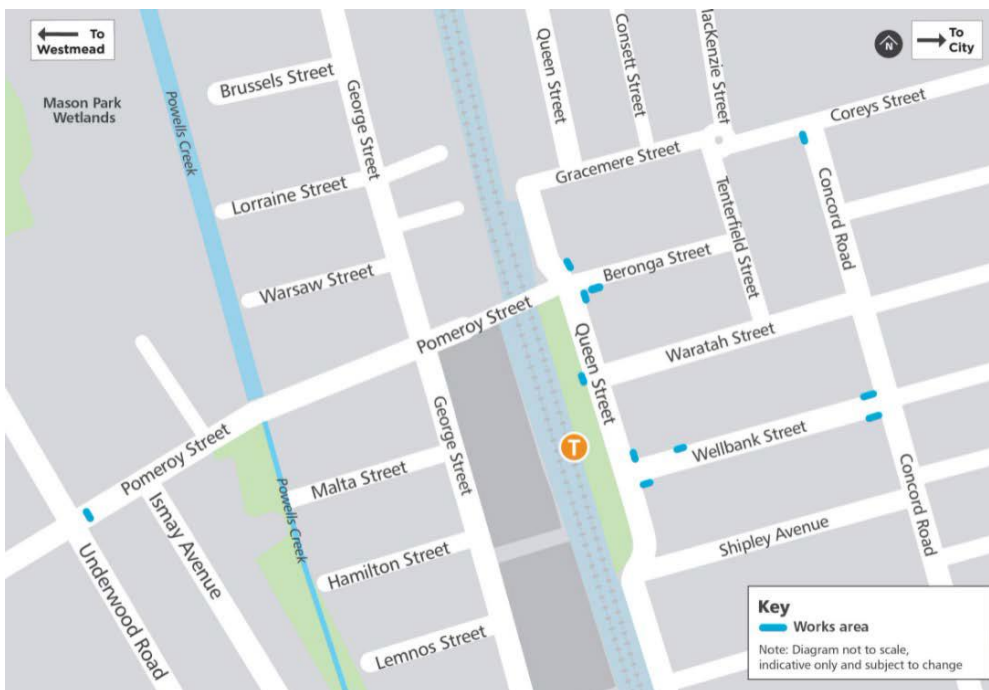 To
Westmead
N
To
City
Mason Park
Wetlands
Powells Creek
Brussels Street
George Street
Queen Street
Consett Street
MacKenzie Street
Coreys Street
Gracemere Street
Lorraine Street
Tenterfield Street
Concord Road
Warsaw Street
Beronga Street
Pomeroy Street
Queen Street
Waratah Street
George Street
T
Wellbank Street
Pomeroy Street
Malta Street
Ismay Avenue
Powells Creek
Concord Road
Shipley Avenue
Underwood Road
Hamilton Street
Lemnos Street
Key
Works area
Note: Diagram not to scale,
indicative only and subject to change